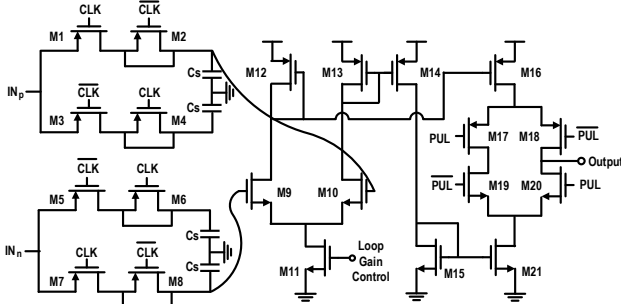 CLK
CLK
M1
M2
Cs
INp
CLK
CLK
Cs
M3
M4
CLK
CLK
M5
M6
Cs
INn
CLK
CLK
Cs
M7
M8
M12
M13
M14
M16
PUL
M17
M18
PUL
Output
PUL
M19
M20
PUL
M9
M10
Loop
Gain
Control
M11
M15
M21